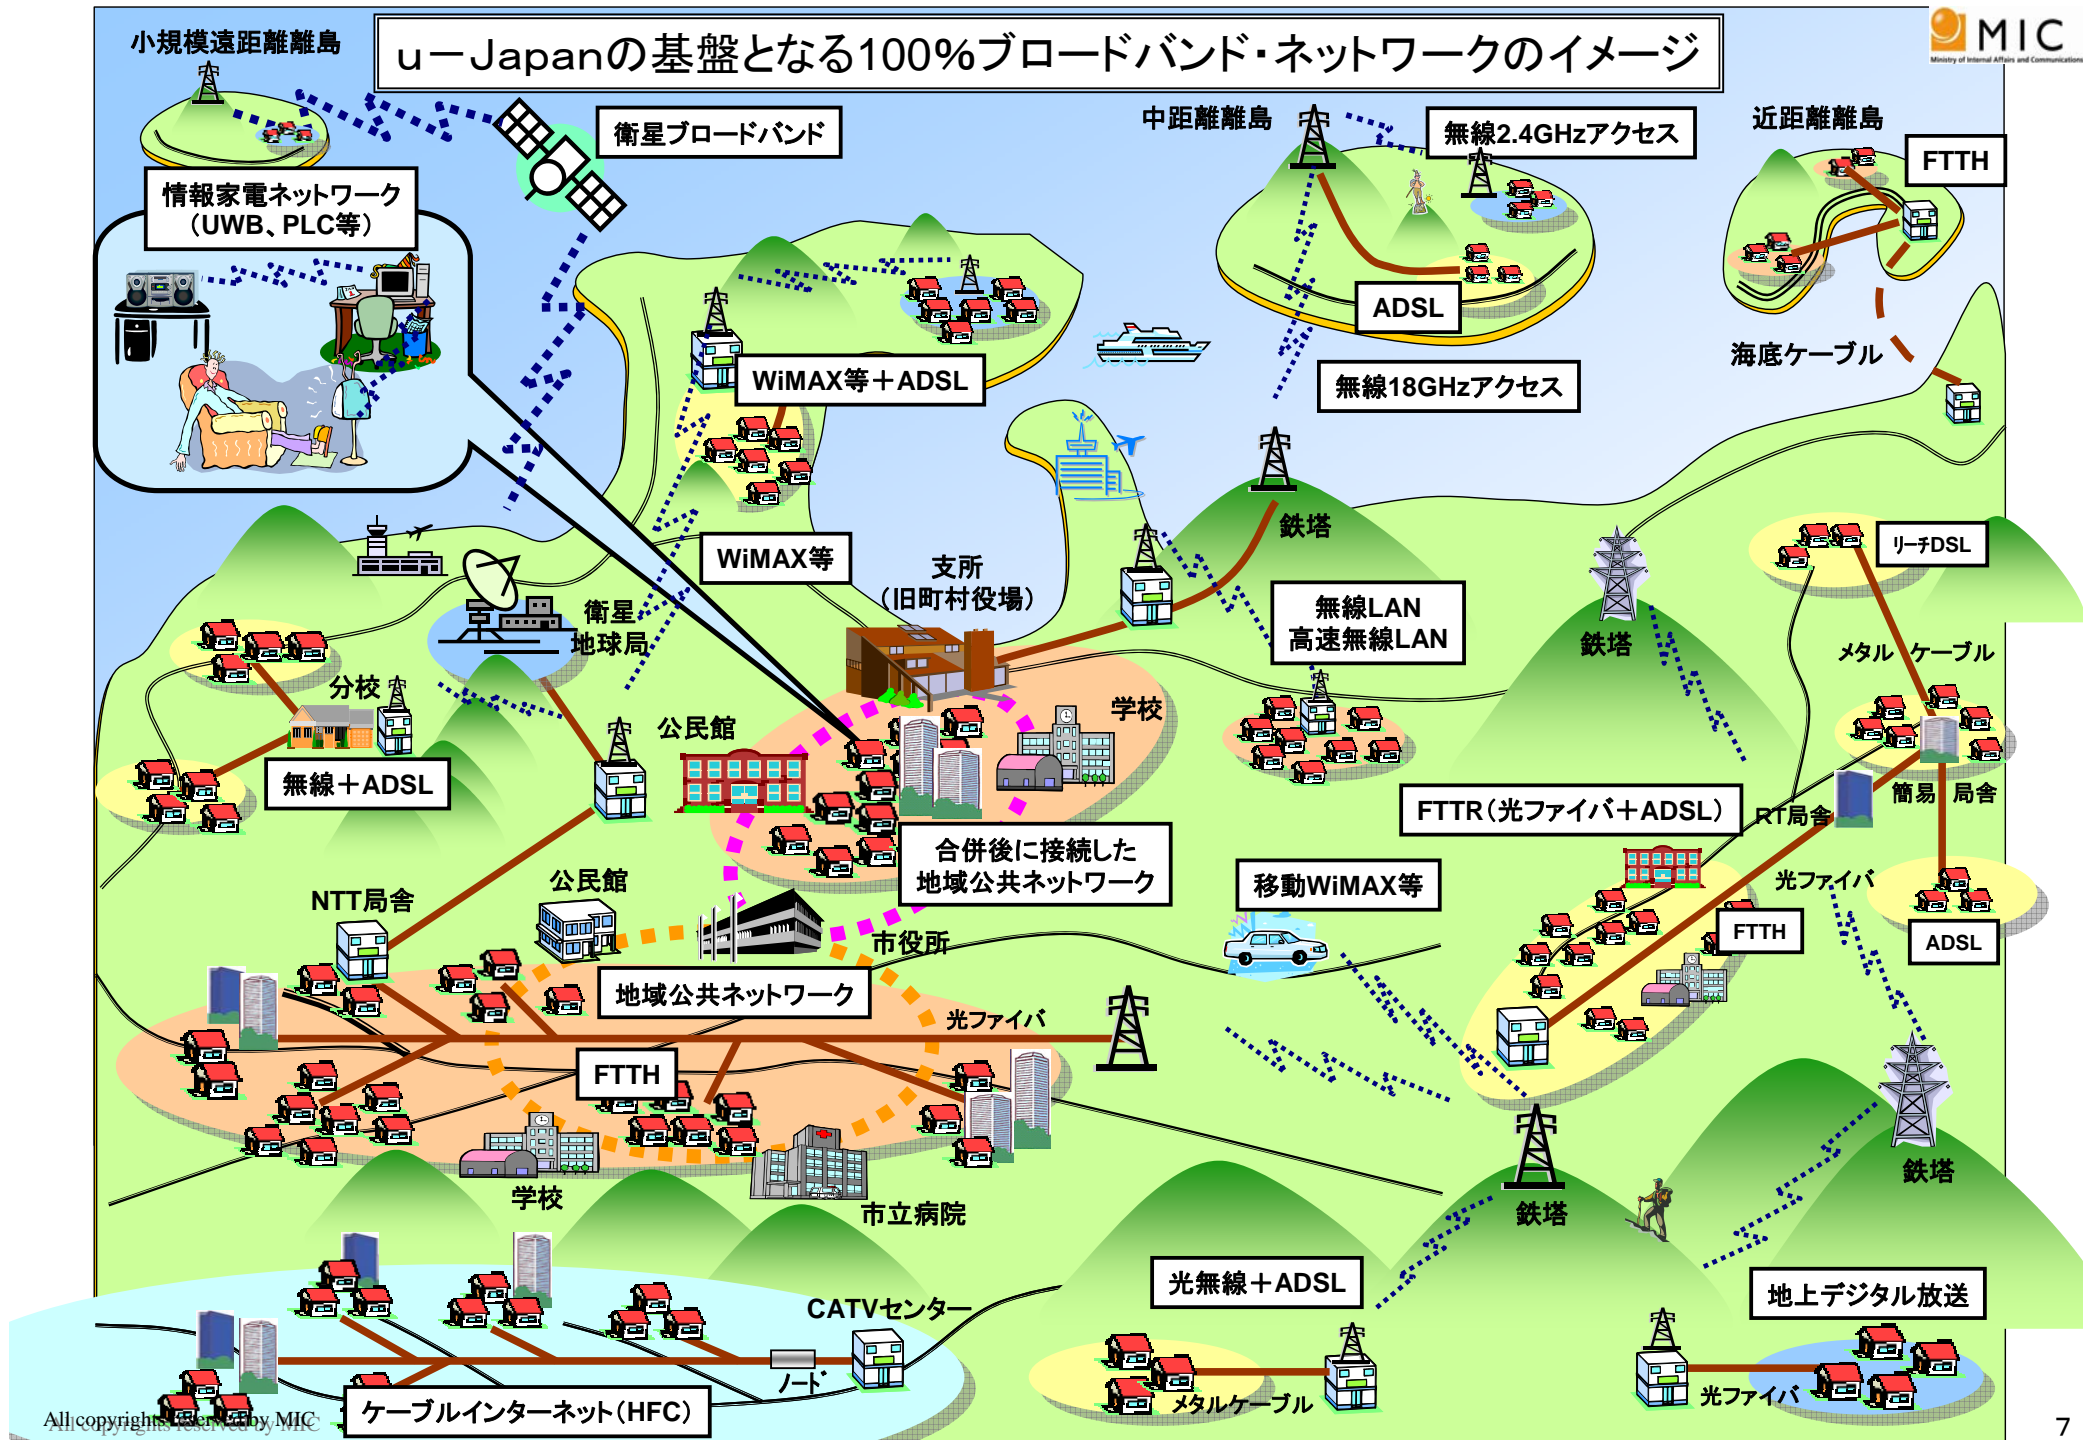 小規模遠距離離島
u－Japanの基盤となる100%ブロードバンド・ネットワークのイメージ
MIC
Ministry of Internal Affairs and Communications
衛星ブロードバンド
中距離離島
無線2.4GHzアクセス
近距離離島
FTTH
情報家電ネットワーク
（UWB、PLC等）
ADSL
海底ケーブル
WiMAX等＋ADSL
無線18GHzアクセス
鉄塔
WiMAX等
支所
（旧町村役場）
リーチDSL
衛星
地球局
無線LAN
高速無線LAN
鉄塔
メタル ケーブル
分校
公民館
学校
無線＋ADSL
FTTR（光ファイバ＋ADSL）
RT局舎
簡易 局舎
合併後に接続した
地域公共ネットワーク
NTT局舎
公民館
移動WiMAX等
光ファイバ
FTTH
ADSL
市役所
地域公共ネットワーク
光ファイバ
FTTH
学校
市立病院
鉄塔
鉄塔
CATVセンター
光無線＋ADSL
地上デジタル放送
ノード
ケーブルインターネット（HFC）
メタルケーブル
光ファイバ
All copyrights reserved by MIC
7